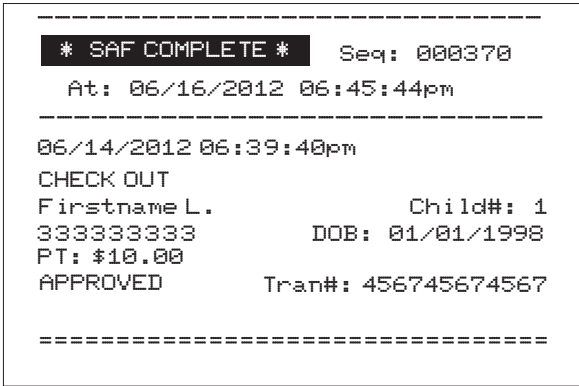 --------------------------------
* SAF COMPLETE * Seq: 000370
At: 06/16/2012 06:45:44pm
--------------------------------
06/14/2012 06:39:40pm
CHECK OUT
Firstname L. Child#: 1
333333333 DOB: 01/01/1998
PT: $10.00
APPROVED Tran#: 456745674567
================================